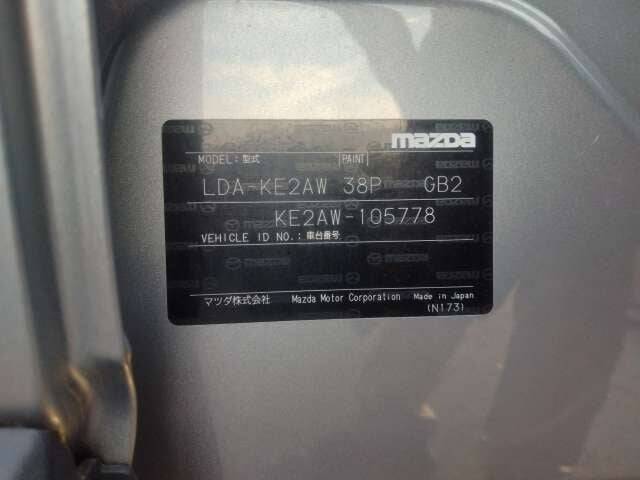 mazda
MODEL: 型式 PAINT
LDA-KE2AW 38P GB2
KE2AW-105778
VEHICLE ID NO.: 車台番号
マツダ株式会社 Mazda Motor Corporation Made in Japan
(N173)